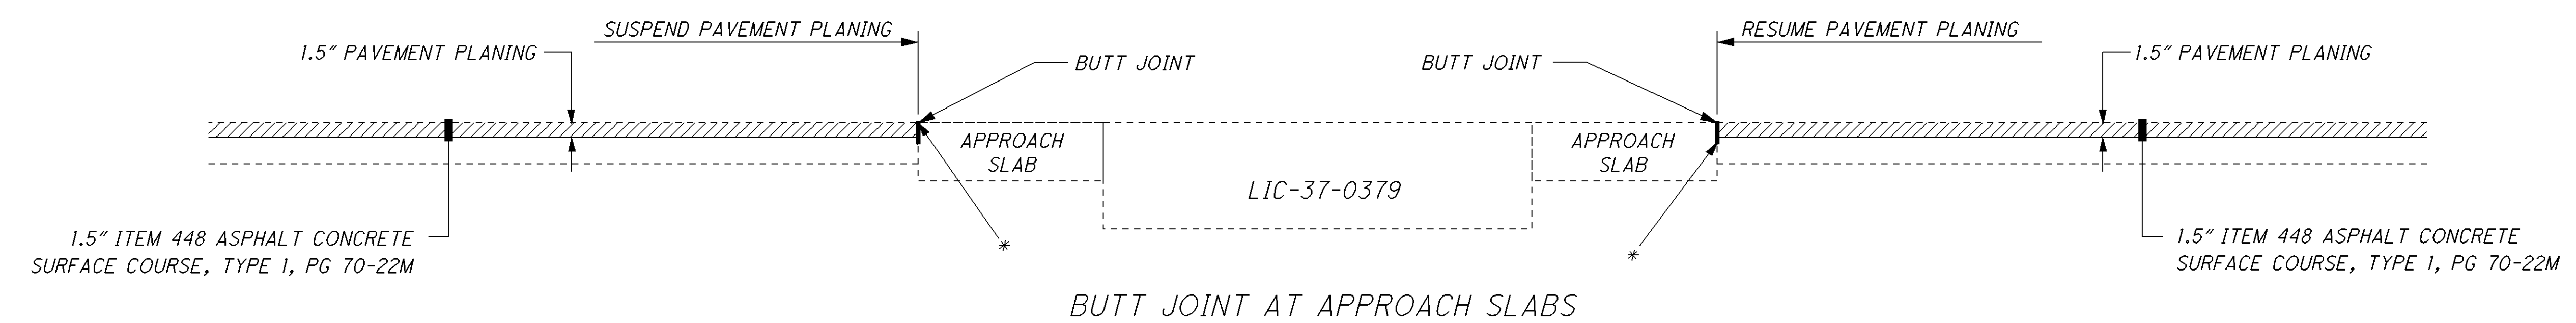 SUSPEND PAVEMENT PLANING
RESUME PAVEMENT PLANING
1.5" PAVEMENT PLANING
BUTT JOINT
BUTT JOINT
1.5" PAVEMENT PLANING
APPROACH
SLAB
APPROACH
SLAB
LIC-37-0379
1.5" ITEM 448 ASPHALT CONCRETE
SURFACE COURSE, TYPE 1, PG 70-22M
*
*
1.5" ITEM 448 ASPHALT CONCRETE
SURFACE COURSE, TYPE 1, PG 70-22M
BUTT JOINT AT APPROACH SLABS